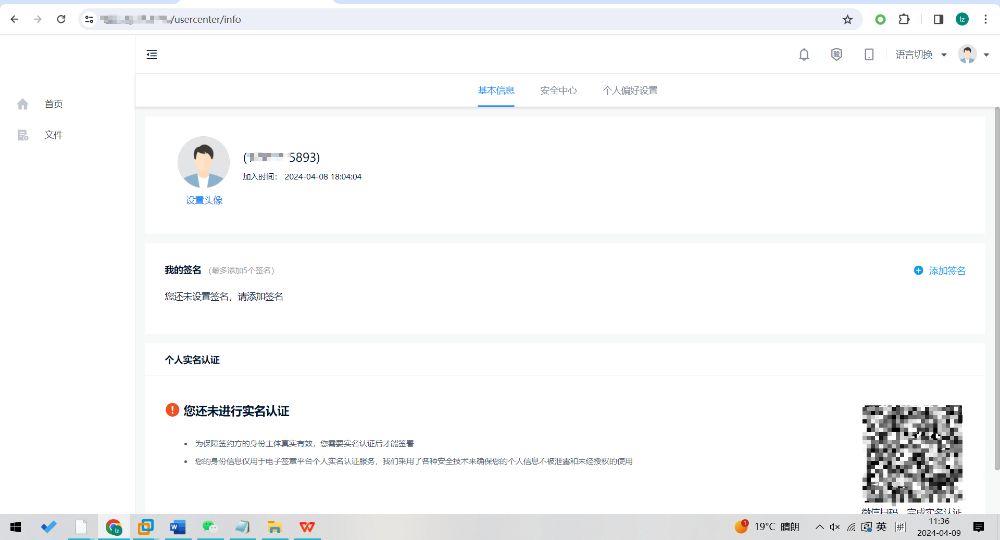 /usercenter/info
lz
验
语言切换
基本信息
安全中心
个人偏好设置
首页
文件
5893)
加入时间： 2024-04-08 18:04:04
设置头像
我的签名 (最多添加5个签名)
添加签名
您还未设置签名，请添加签名
个人实名认证
! 您还未进行实名认证
• 为保障签约方的身份主体真实有效，您需要实名认证后才能签署
• 您的身份信息仅用于电子签章平台个人实名认证服务，我们采用了各种安全技术来确保您的个人信息不被泄露和未经授权的使用
微信扫码，完成实名认证
lz
W
1
19°C 晴朗
英
拼
11:36
2024-04-09